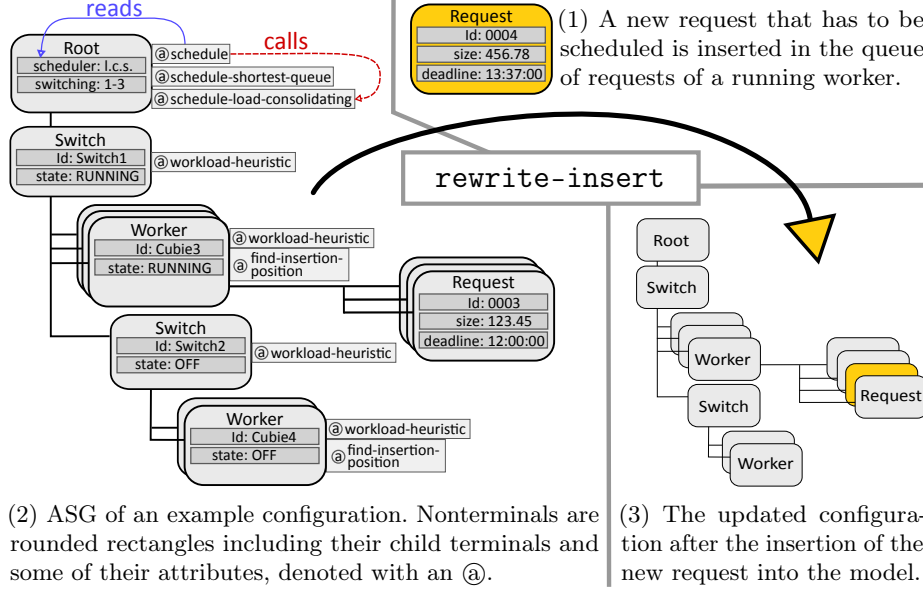 reads
Root
scheduler: l.c.s.
switching: 1-3
@schedule
calls
@schedule-shortest-queue
@schedule-load-consolidating
Request
Id: 0004
size: 456.78
deadline: 13:37:00
(1) A new request that has to be
scheduled is inserted in the queue
of requests of a running worker.
Switch
Id: Switch1
state: RUNNING
@workload-heuristic
rewrite-insert
Worker
Id: Cubie3
state: RUNNING
@workload-heuristic
@find-insertion-
position
Request
Id: 0003
size: 123.45
deadline: 12:00:00
Switch
Id: Switch2
state: OFF
@workload-heuristic
Worker
Id: Cubie4
state: OFF
@workload-heuristic
@find-insertion-
position
Root
Switch
Worker
Request
Switch
Worker
(2) ASG of an example configuration. Nonterminals are
rounded rectangles including their child terminals and
some of their attributes, denoted with an ⓐ.
(3) The updated configura-
tion after the insertion of the
new request into the model.